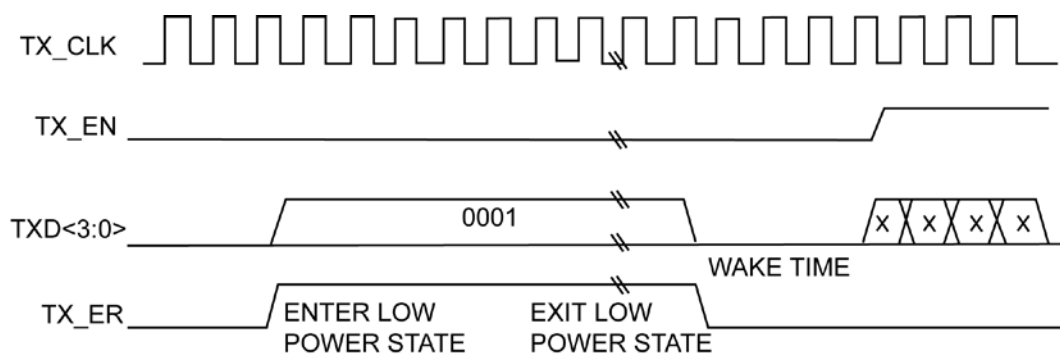 TX_CLK
TX_EN
TXD<3:0>
0001
X X X X
WAKE TIME
TX_ER
ENTER LOW
POWER STATE
EXIT LOW
POWER STATE